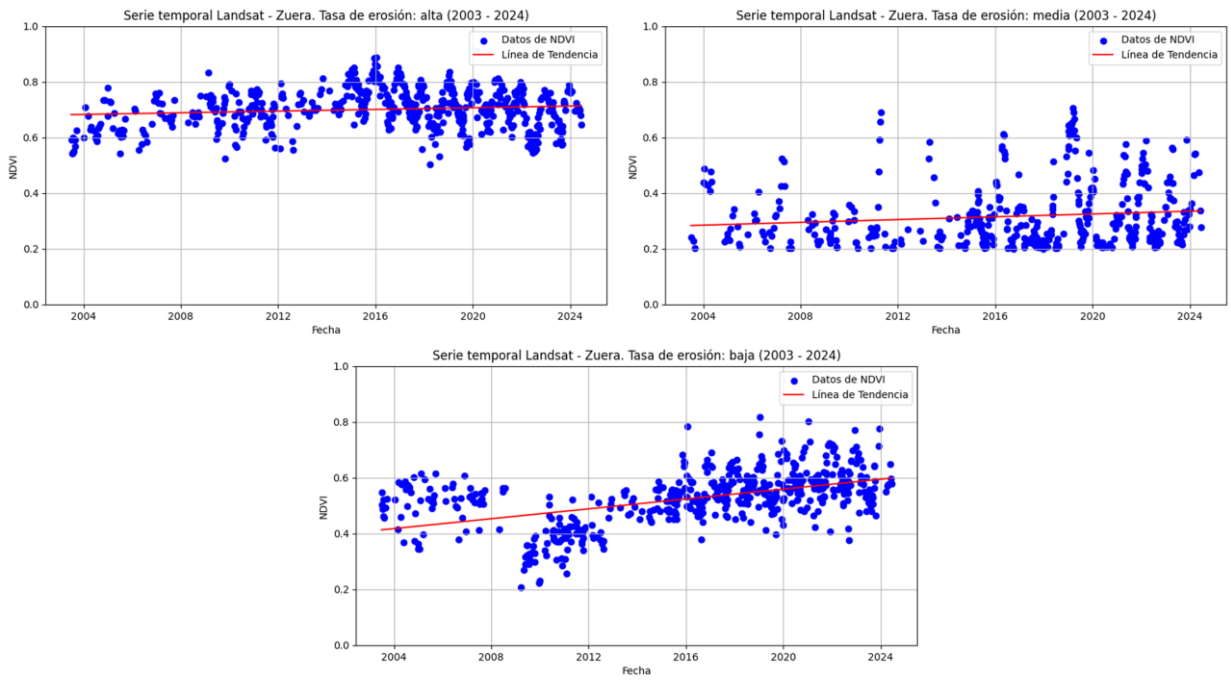 Serie temporal Landsat - Zuera. Tasa de erosión: alta (2003 - 2024)
1.0
0.8
0.6
0.4
0.2
0.0
NDVI
Datos de NDVI
Línea de Tendencia
2004 2008 2012 2016 2020 2024
Fecha
Serie temporal Landsat - Zuera. Tasa de erosión: media (2003 - 2024)
1.0
0.8
0.6
0.4
0.2
0.0
NDVI
Datos de NDVI
Línea de Tendencia
2004 2008 2012 2016 2020 2024
Fecha
Serie temporal Landsat - Zuera. Tasa de erosión: baja (2003 - 2024)
1.0
0.8
0.6
0.4
0.2
0.0
NDVI
Datos de NDVI
Línea de Tendencia
2004 2008 2012 2016 2020 2024
Fecha